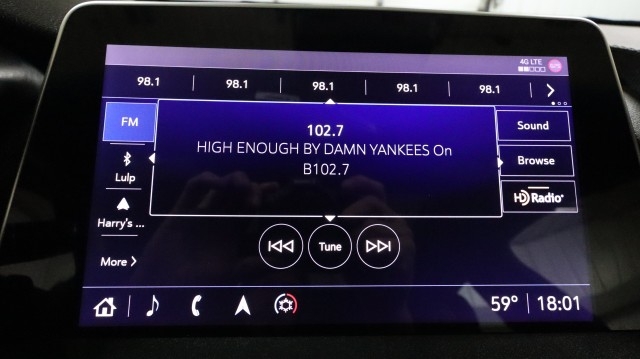 4G LTE
98.1 98.1 98.1 98.1 98.1
FM
102.7
HIGH ENOUGH BY DAMN YANKEES On
B102.7
Sound
Browse
HD Radio
Lulp
Harry's ...
More
Tune
59° 18:01